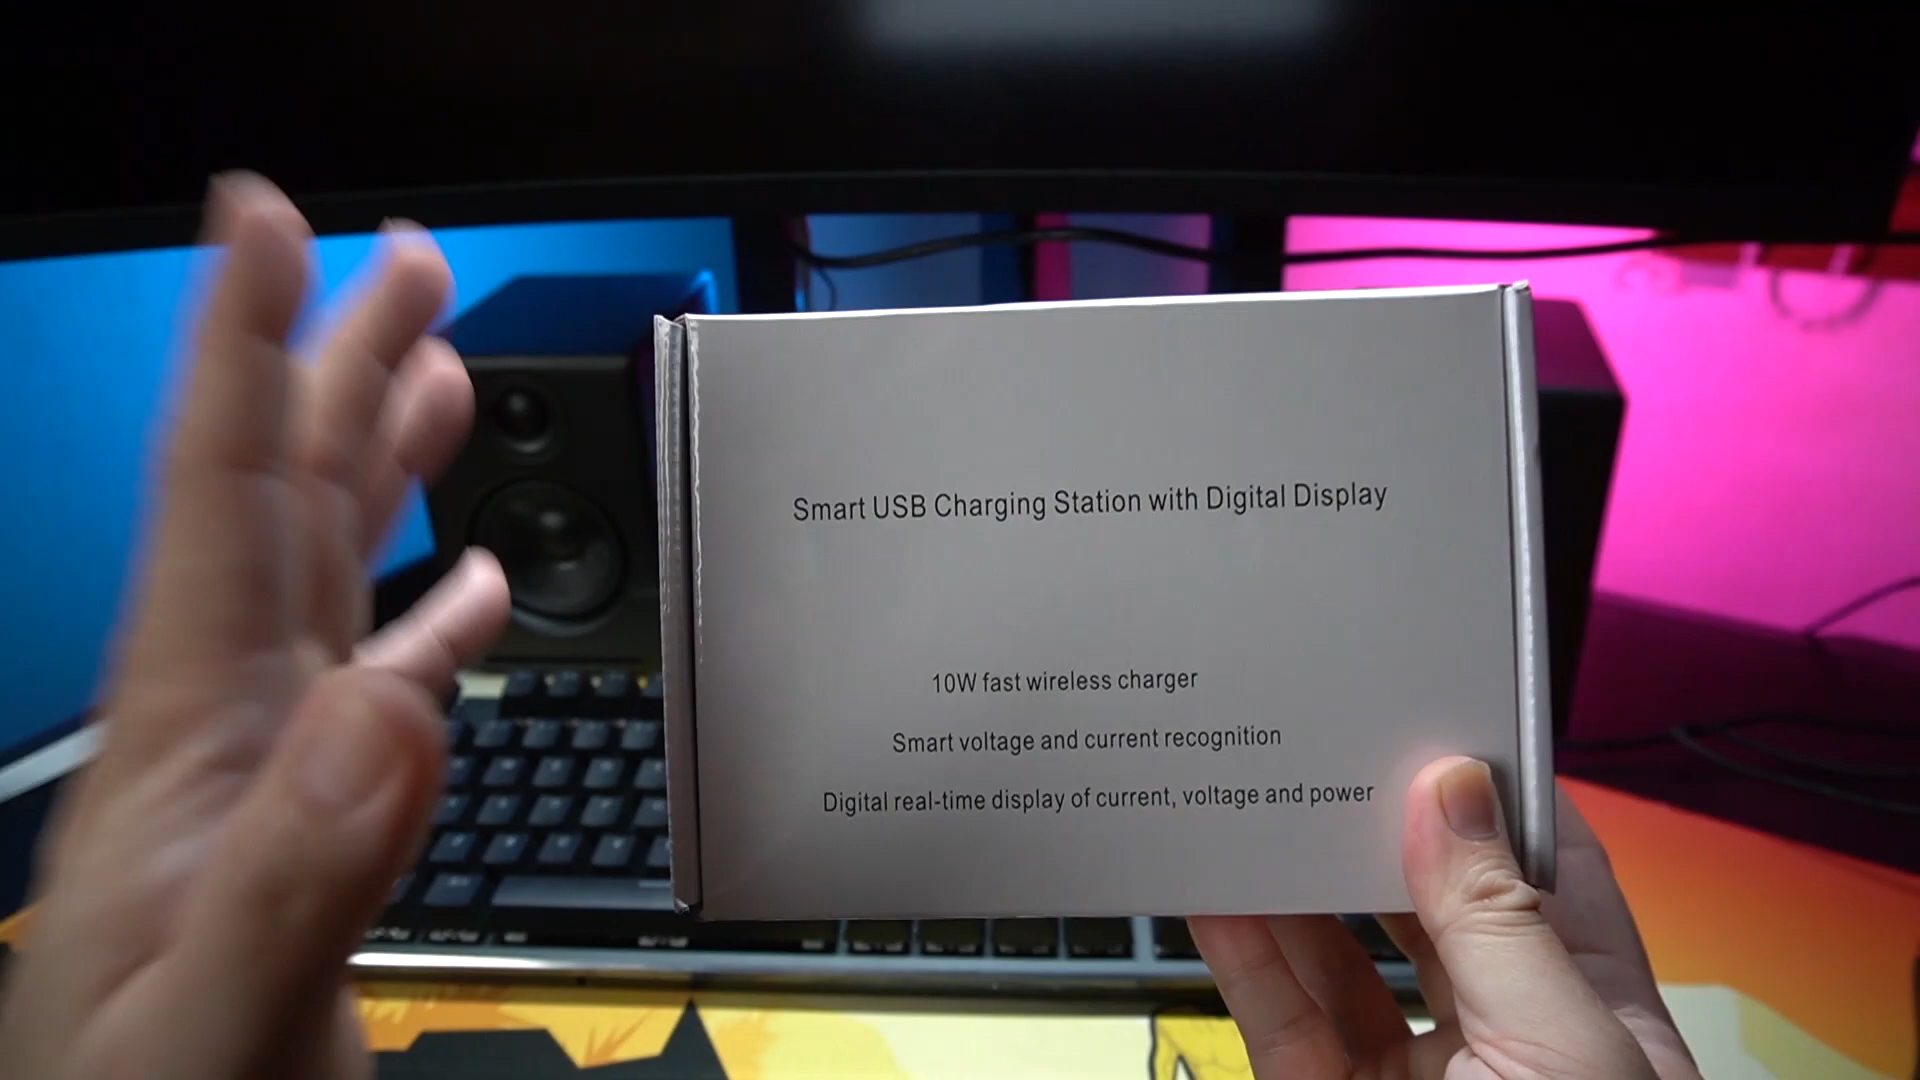 Smart USB Charging Station with Digital Display
10W fast wireless charger
Smart voltage and current recognition
Digital real-time display of current, voltage and power